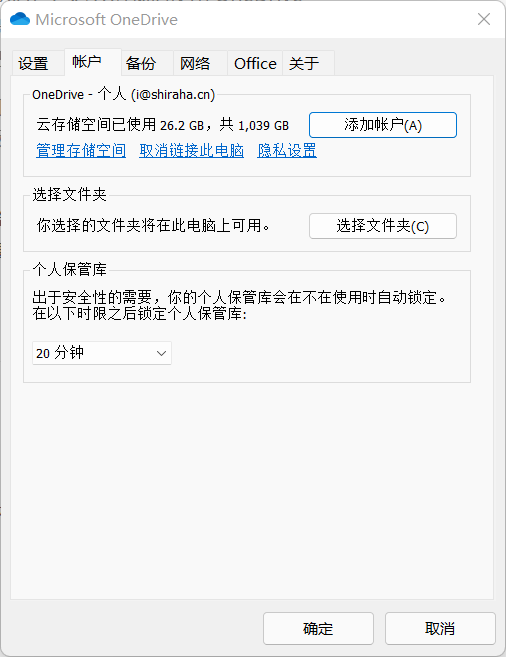 Microsoft OneDrive
设置 帐户 备份 网络 Office 关于
OneDrive - 个人 (i@shiraha.cn)
云存储空间已使用 26.2 GB，共 1,039 GB
添加帐户(A)
管理存储空间 取消链接此电脑 隐私设置
选择文件夹
你选择的文件夹将在此电脑上可用。
选择文件夹(C)
个人保管库
出于安全性的需要，你的个人保管库会在不在使用时自动锁定。
在以下时限之后锁定个人保管库:
20 分钟
确定 取消